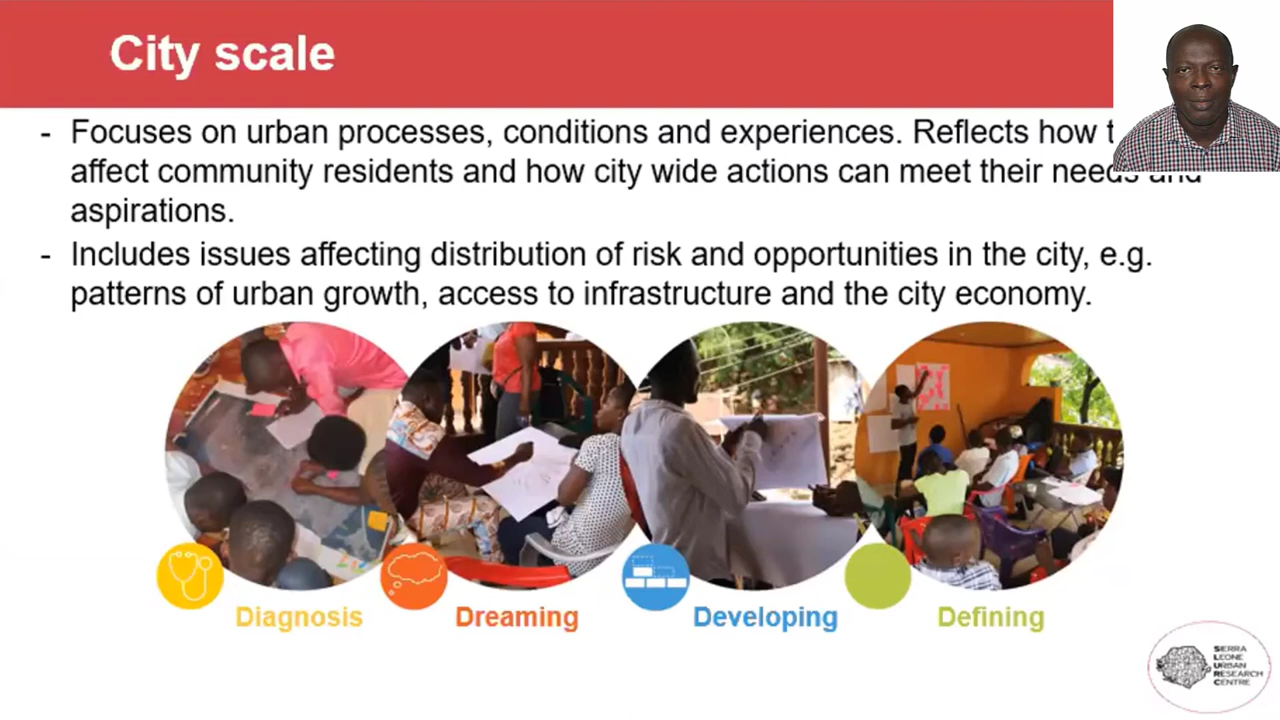 City scale
- Focuses on urban processes, conditions and experiences. Reflects how
affect community residents and how city wide actions can meet their needs and
aspirations.
- Includes issues affecting distribution of risk and opportunities in the city, e.g.
patterns of urban growth, access to infrastructure and the city economy.
Diagnosis
Dreaming
Developing
Defining
SIERRA
LEONE
URBAN
RESEARCH
CENTRE